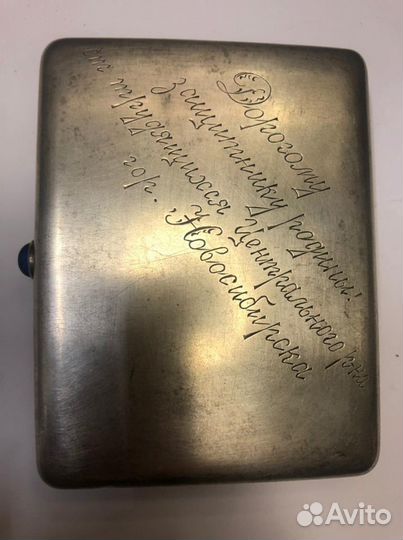 Дорогому
защитнику родины!
от трудящихся Центрального р-на
гор. Новосибирска
Avito